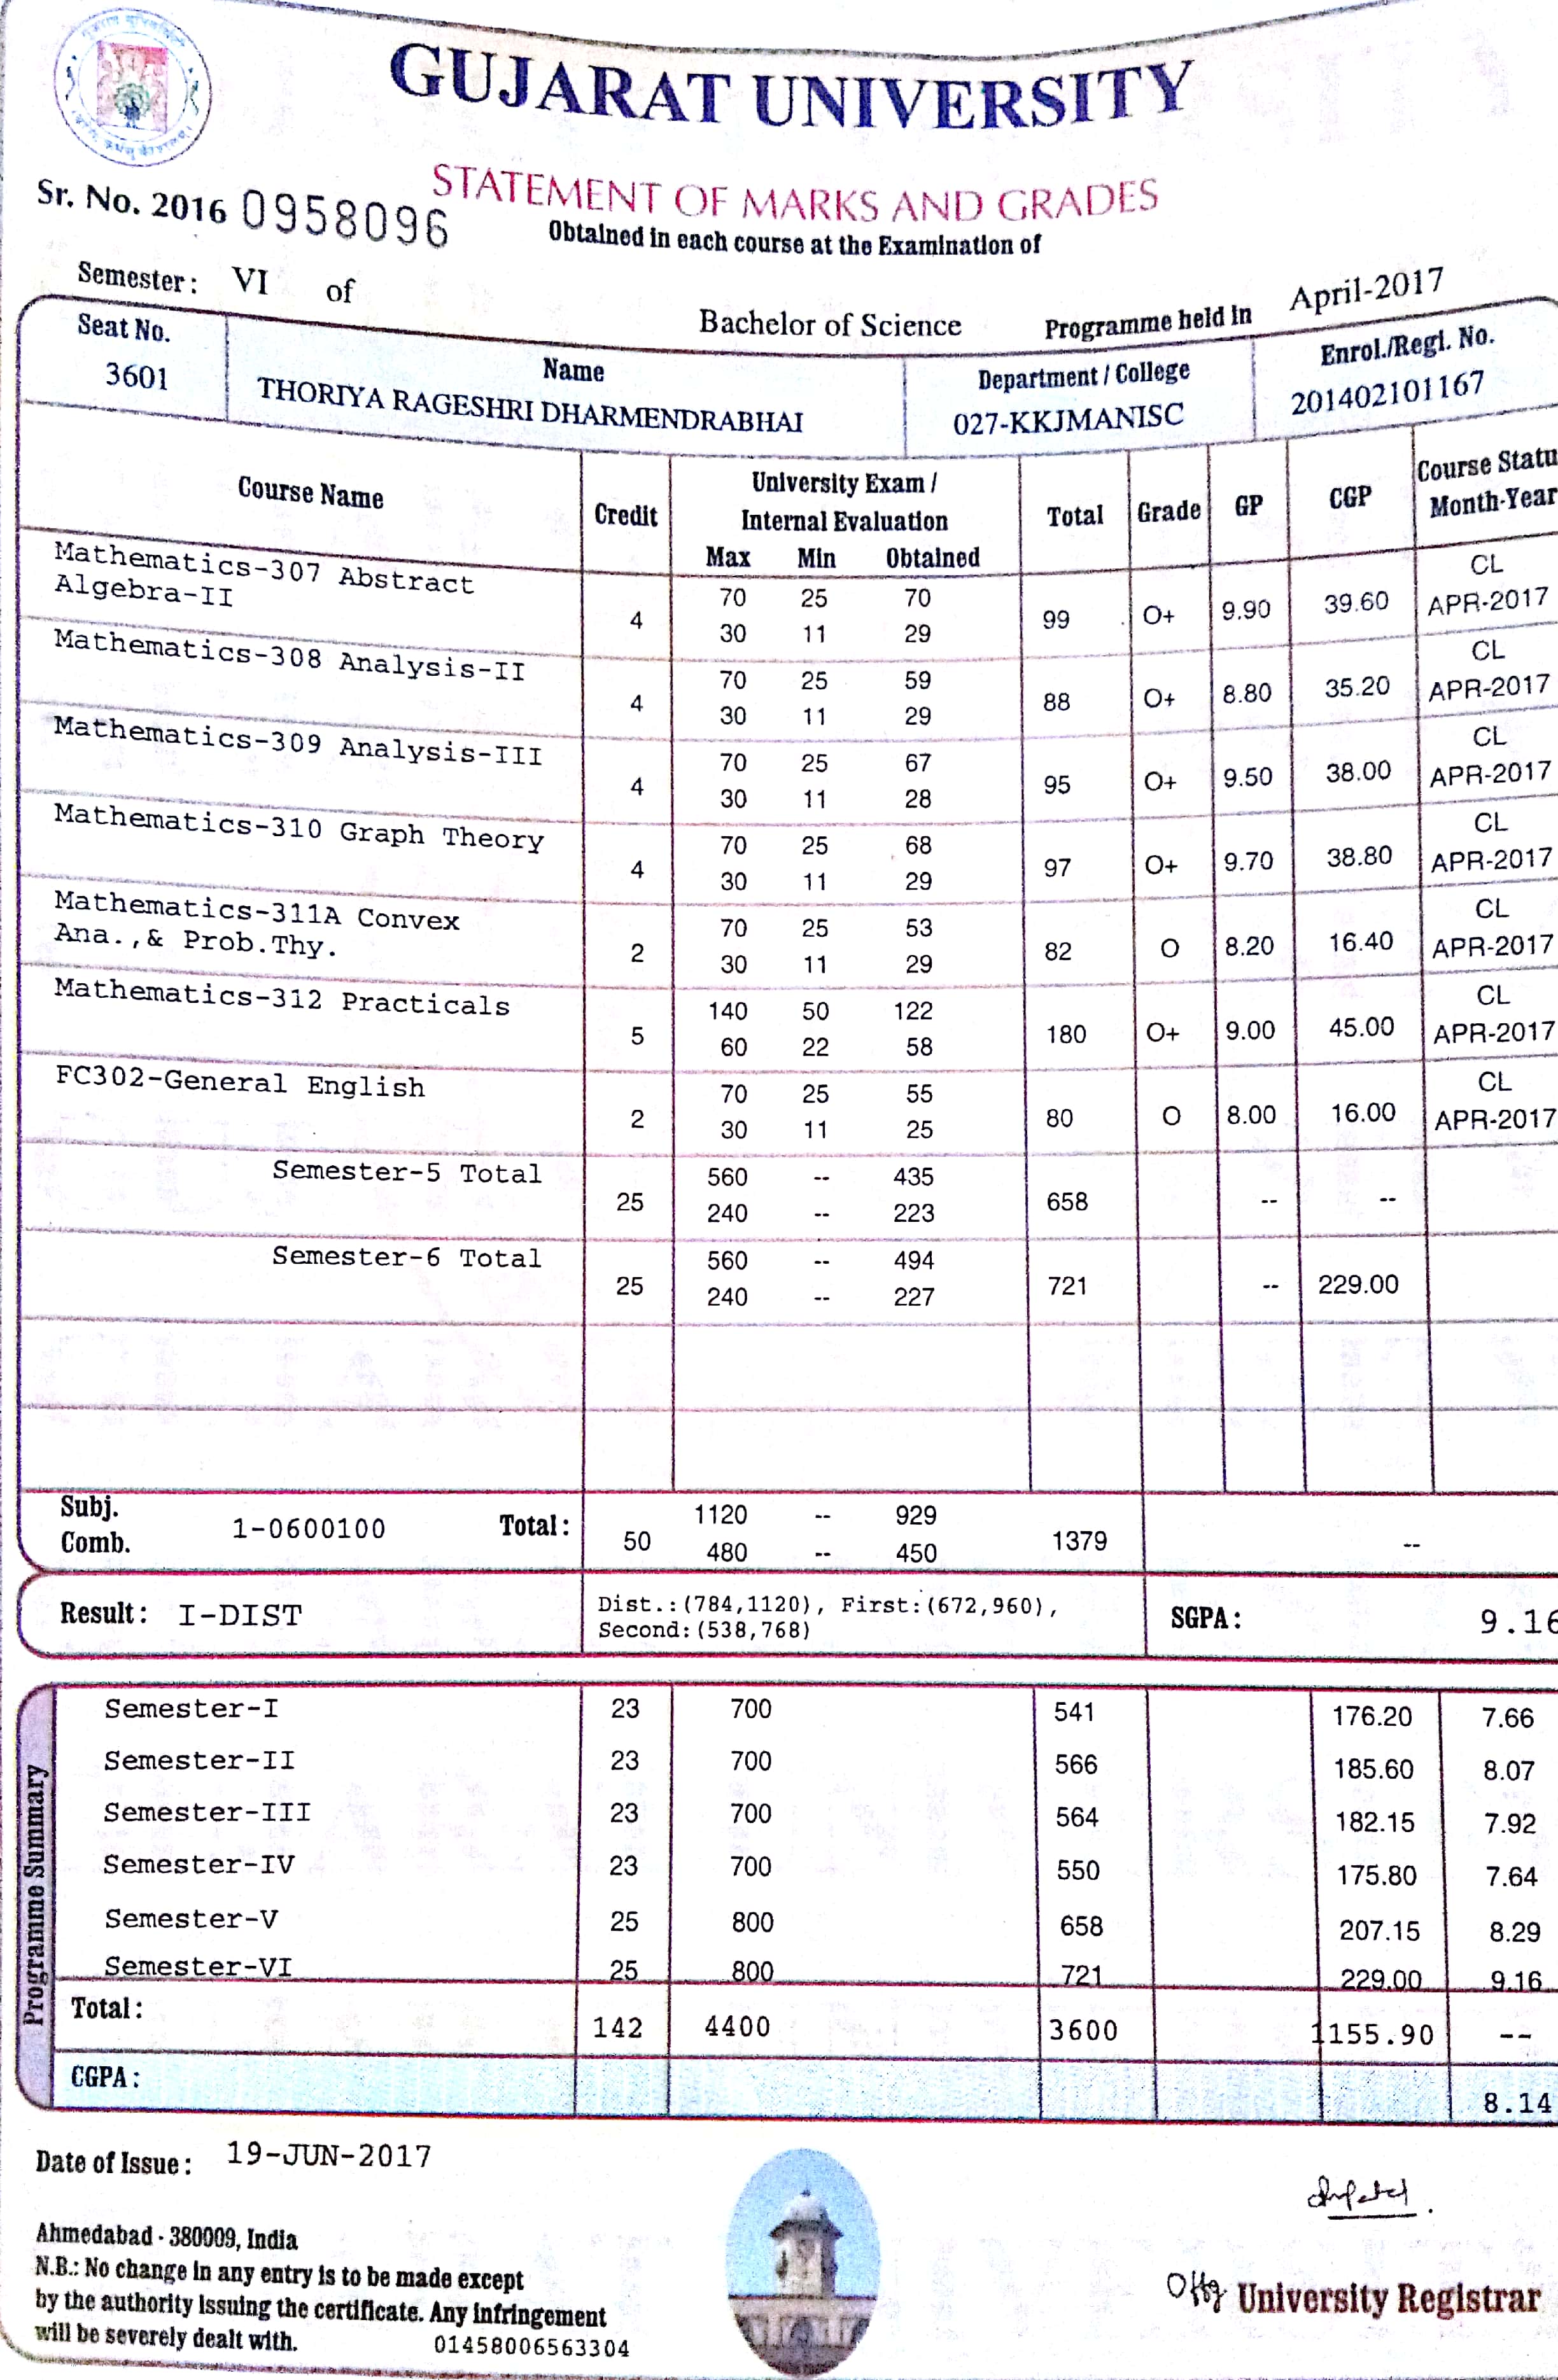 GUJARAT UNIVERSITY
STATEMENT OF MARKS AND GRADES
Sr. No. 2016 0958096
Obtained in each course at the Examination of
Semester: VI of Bachelor of Science Programme held in April-2017
Seat No. Name Department / College Enrol./Regi. No.
3601 THORIYA RAGESHRI DHARMENDRABHAI 027-KKJMANISC 201402101167
Course Name Credit University Exam / Internal Evaluation Total Grade GP CGP Course Statu Month-Year
Max Min Obtained
Mathematics-307 Abstract 70 25 70 CL
Algebra-II 4 30 11 29 99 O+ 9.90 39.60 APR-2017
Mathematics-308 Analysis-II 70 25 59 CL
4 30 11 29 88 O+ 8.80 35.20 APR-2017
Mathematics-309 Analysis-III 70 25 67 CL
4 30 11 28 95 O+ 9.50 38.00 APR-2017
Mathematics-310 Graph Theory 70 25 68 CL
4 30 11 29 97 O+ 9.70 38.80 APR-2017
Mathematics-311A Convex 70 25 53 CL
Ana.,& Prob.Thy. 2 30 11 29 82 O 8.20 16.40 APR-2017
Mathematics-312 Practicals 140 50 122 CL
5 60 22 58 180 O+ 9.00 45.00 APR-2017
FC302-General English 70 25 55 CL
2 30 11 25 80 O 8.00 16.00 APR-2017
Semester-5 Total 560 -- 435
25 240 -- 223 658 -- --
Semester-6 Total 560 -- 494
25 240 -- 227 721 -- 229.00
Subj. 1120 -- 929
Comb. 1-0600100 Total: 50 480 -- 450 1379 --
Result: I-DIST Dist.:(784,1120), First:(672,960), SGPA: 9.16
Second:(538,768)
Programme Summary
Semester-I 23 700 541 176.20 7.66
Semester-II 23 700 566 185.60 8.07
Semester-III 23 700 564 182.15 7.92
Semester-IV 23 700 550 175.80 7.64
Semester-V 25 800 658 207.15 8.29
Semester-VI 25 800 721 229.00 9.16
Total: 142 4400 3600 1155.90 --
CGPA: 8.14
Date of Issue: 19-JUN-2017
Ahmedabad - 380009, India
N.B.: No change in any entry is to be made except
by the authority issuing the certificate. Any infringement
will be severely dealt with. 01458006563304
University Registrar